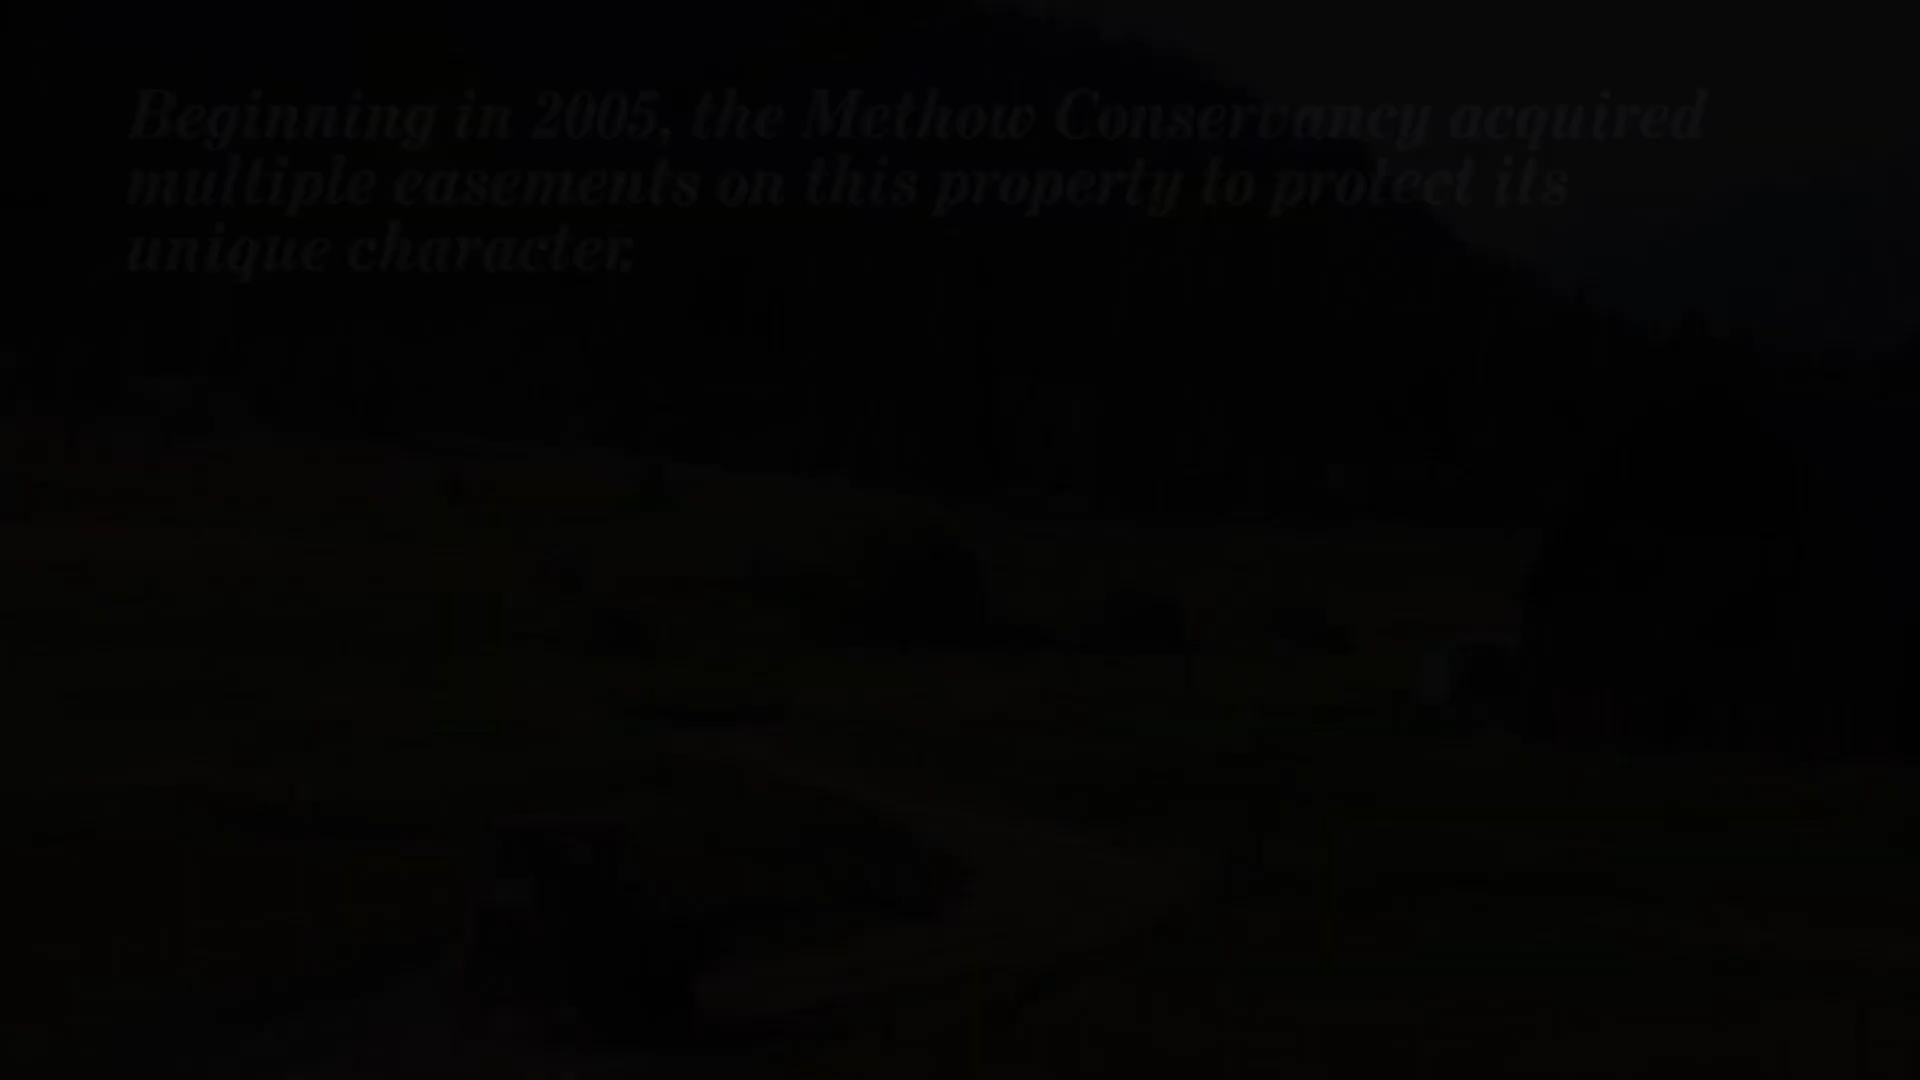 Beginning in 2005, the Methow Conservancy acquired
multiple easements on this property to protect its
unique character.